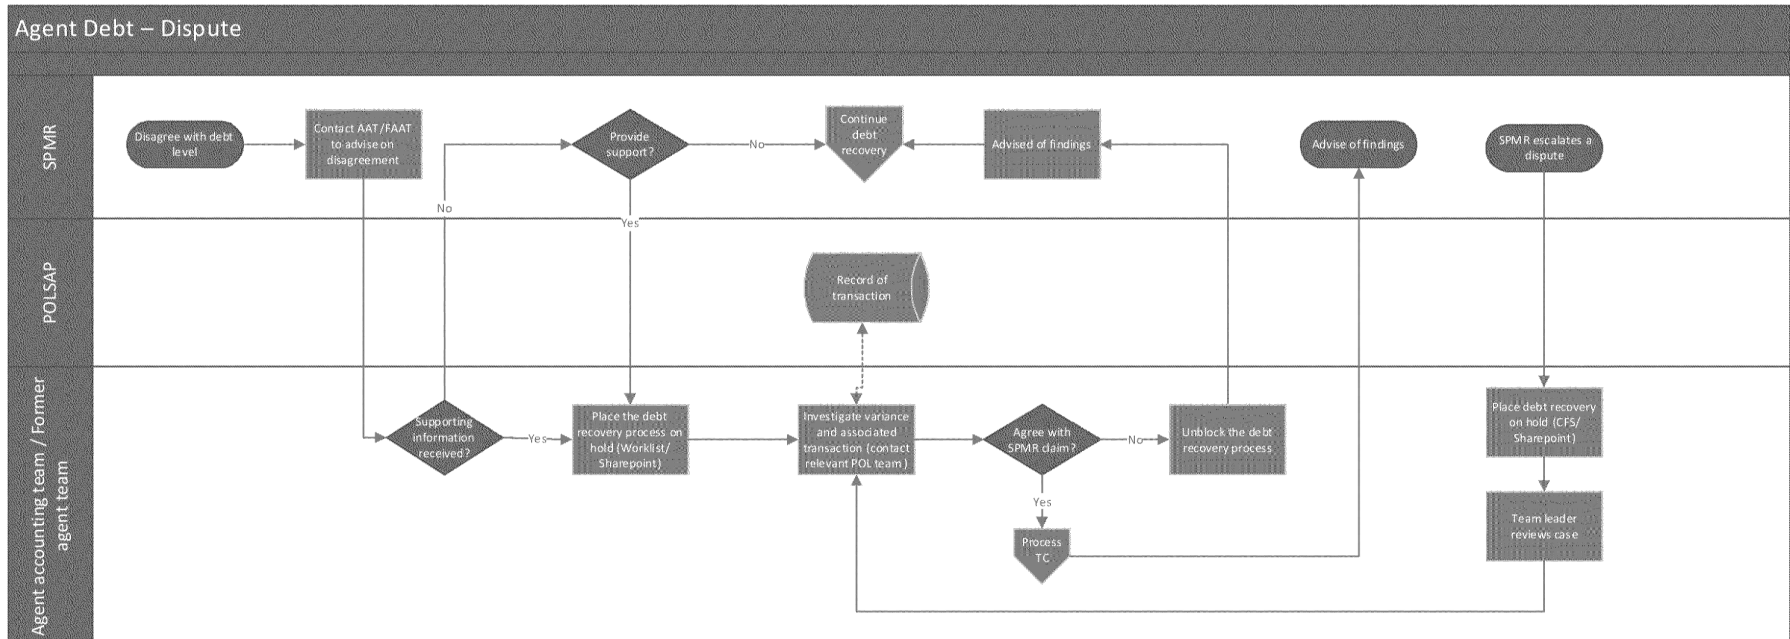 Agent Debt – Dispute
SPMR
Disagree with debt
level
Contact AAT/FAAT
to advise on
disagreement
Provide
support?
No
Continue
debt
recovery
Advised of findings
Advise of findings
SPMR escalates a
dispute
No
Yes
POLSAP
Record of
transaction
Agent accounting team / Former
agent team
Supporting
information
received?
Yes
Place the debt
recovery process on
hold (Worklist/
Sharepoint)
Investigate variance
and associated
transaction (contact
relevant POL team)
Agree with
SPMR claim?
No
Unblock the debt
recovery process
Place debt recovery
on hold (CFS/
Sharepoint)
Yes
Process
TC
Team leader
reviews case